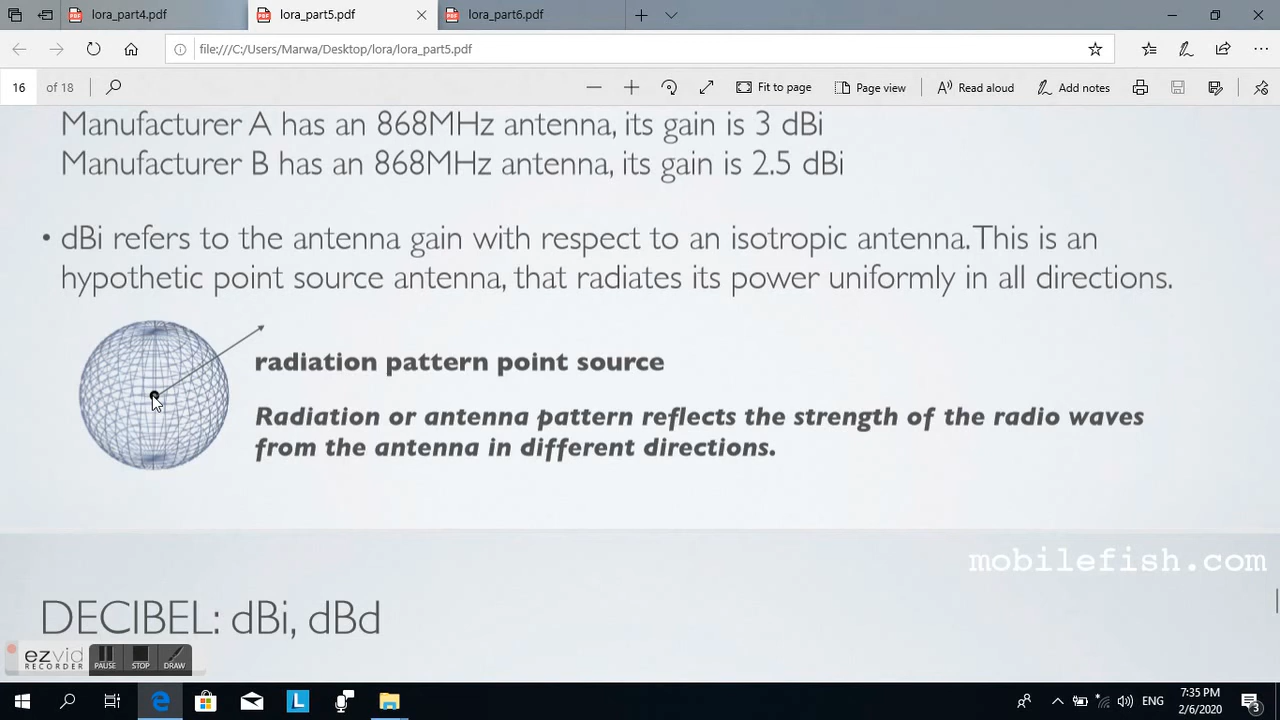 lora_part4.pdf
lora_part5.pdf
lora_part6.pdf
file:///C:/Users/Marwa/Desktop/lora/lora_part5.pdf
16 of 18
Fit to page
Page view
Read aloud
Add notes
Manufacturer A has an 868MHz antenna, its gain is 3 dBi
Manufacturer B has an 868MHz antenna, its gain is 2.5 dBi
• dBi refers to the antenna gain with respect to an isotropic antenna. This is an
hypothetic point source antenna, that radiates its power uniformly in all directions.
radiation pattern point source
Radiation or antenna pattern reflects the strength of the radio waves
from the antenna in different directions.
mobilefish.com
DECIBEL: dBi, dBd
ezvid
RECORDER
PAUSE
STOP
DRAW
ENG
7:35 PM
2/6/2020
3